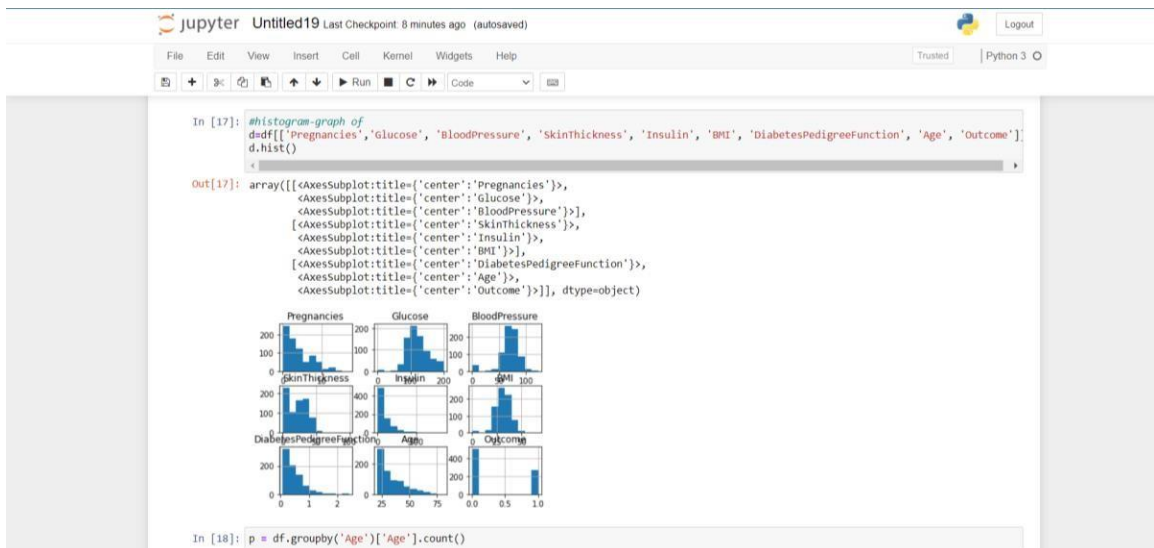 jupyter Untitled19 Last Checkpoint: 8 minutes ago (autosaved)
Logout
File Edit View Insert Cell Kernel Widgets Help
Trusted
Python 3
Run
Code
In [17]: #histogram-graph of
d=df[['Pregnancies','Glucose', 'BloodPressure', 'SkinThickness', 'Insulin', 'BMI', 'DiabetesPedigreeFunction', 'Age', 'Outcome']]
d.hist()
Out[17]: array([[<AxesSubplot:title={'center':'Pregnancies'}>,
<AxesSubplot:title={'center':'Glucose'}>,
<AxesSubplot:title={'center':'BloodPressure'}>],
[<AxesSubplot:title={'center':'SkinThickness'}>,
<AxesSubplot:title={'center':'Insulin'}>,
<AxesSubplot:title={'center':'BMI'}>],
[<AxesSubplot:title={'center':'DiabetesPedigreeFunction'}>,
<AxesSubplot:title={'center':'Age'}>,
<AxesSubplot:title={'center':'Outcome'}>]], dtype=object)
Pregnancies Glucose BloodPressure
200 200 200
100 100 100
0 0 0
SkinThickness Insulin BMI
200 400 200
100 200 100
0 0 0
DiabetesPedigreeFunction Age Outcome
200 200 400
200
0 0 0
0 1 2 25 50 75 0.0 0.5 1.0
In [18]: p = df.groupby('Age')['Age'].count()